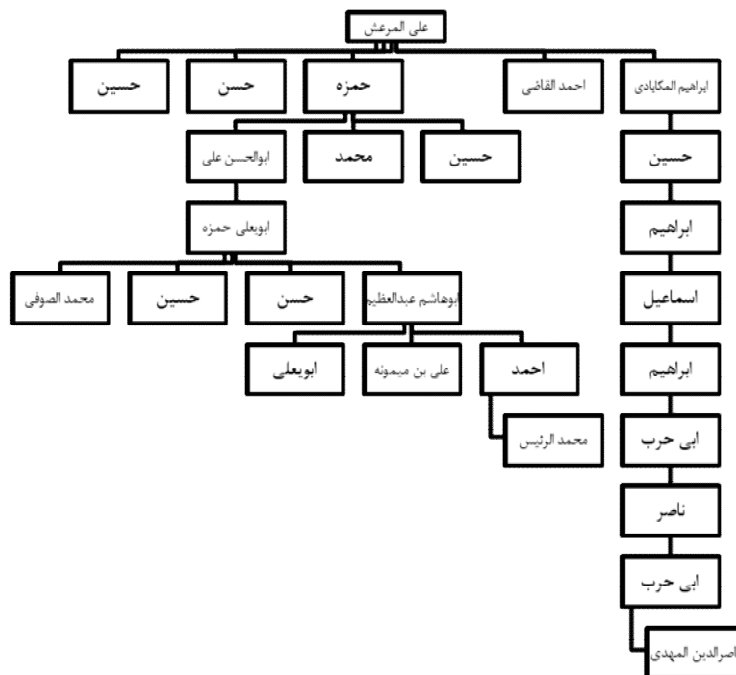 علی المرعش
ابراهیم المکابادی
احمد القاضی
حمزه
حسن
حسین
حسین
محمد
ابوالحسن علی
حسین
ابراهیم
ابویعلی حمزه
اسماعیل
ابوهاشم عبدالعظیم
حسن
حسین
محمد الصوفی
ابراهیم
احمد
علی بن میمونه
ابویعلی
ابی حرب
محمد الرئیس
ناصر
ابی حرب
اصرالدین المهدی